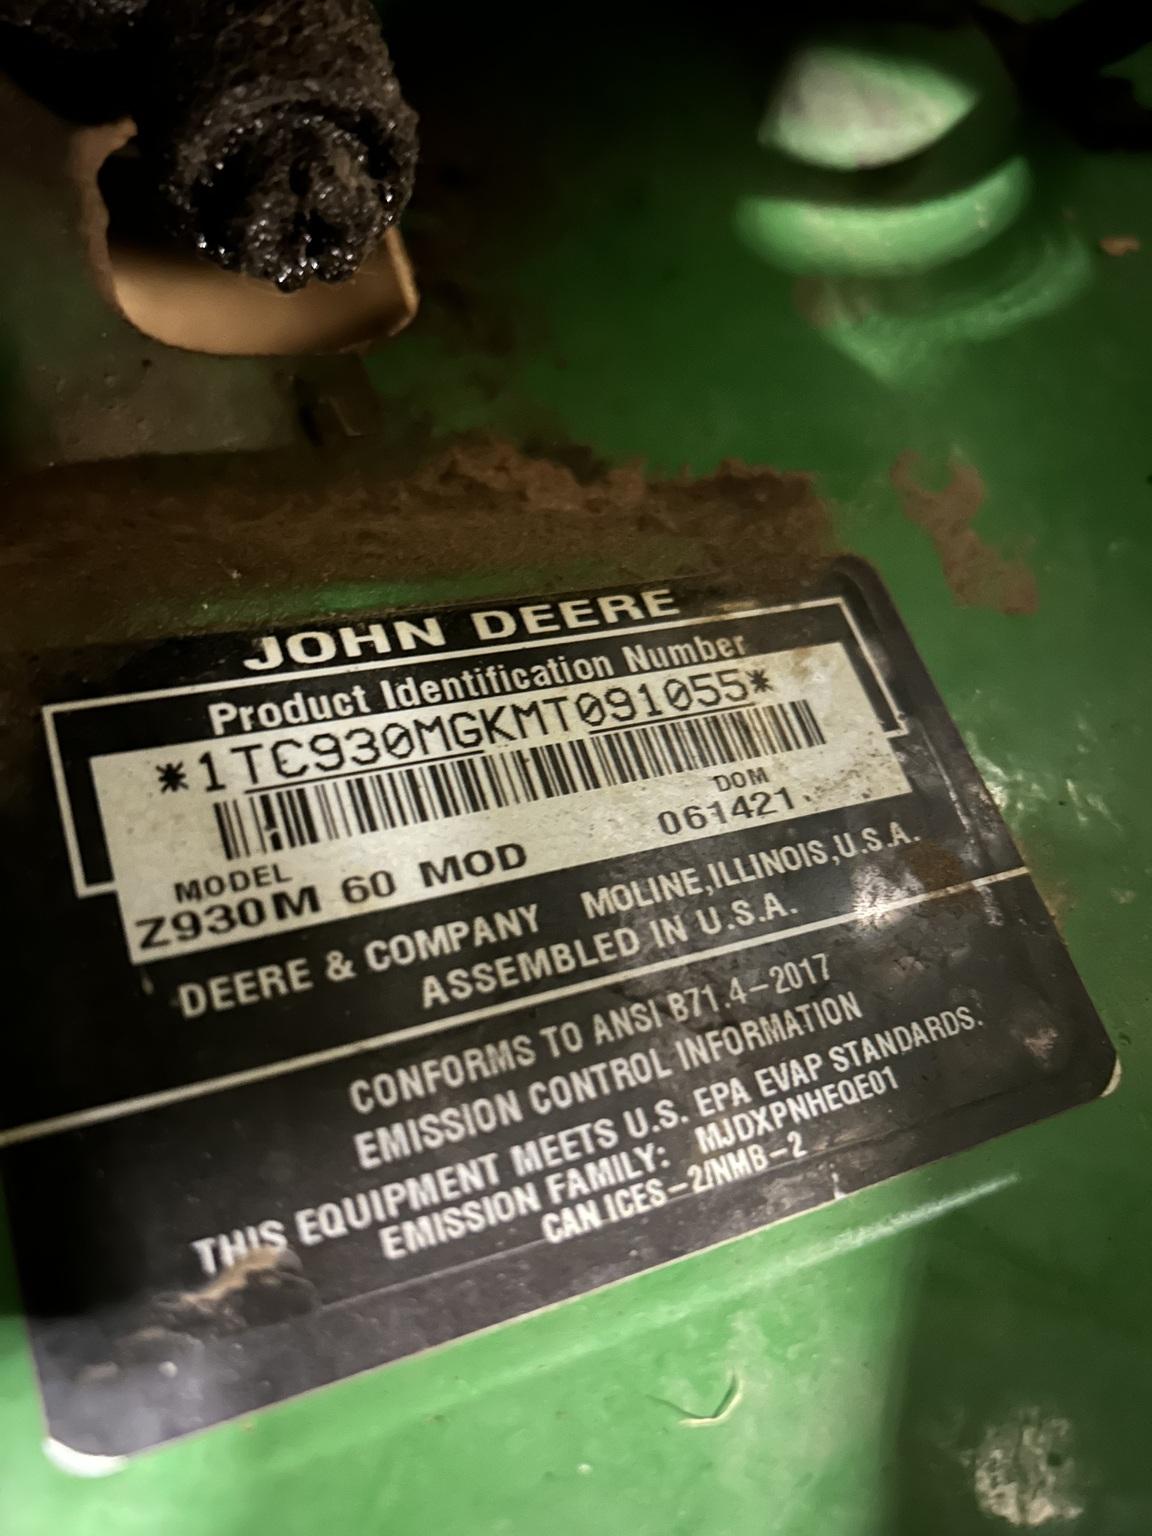 JOHN DEERE
Product Identification Number
*1TC930MGKMT091055*
DOM
061421
MODEL
Z930M 60 MOD
DEERE & COMPANY MOLINE, ILLINOIS, U.S.A.
ASSEMBLED IN U.S.A.
CONFORMS TO ANSI B71.4-2017
EMISSION CONTROL INFORMATION
THIS EQUIPMENT MEETS U.S. EPA EVAP STANDARDS.
EMISSION FAMILY: MJDXPNHEQE01
CAN ICES-2/NMB-2